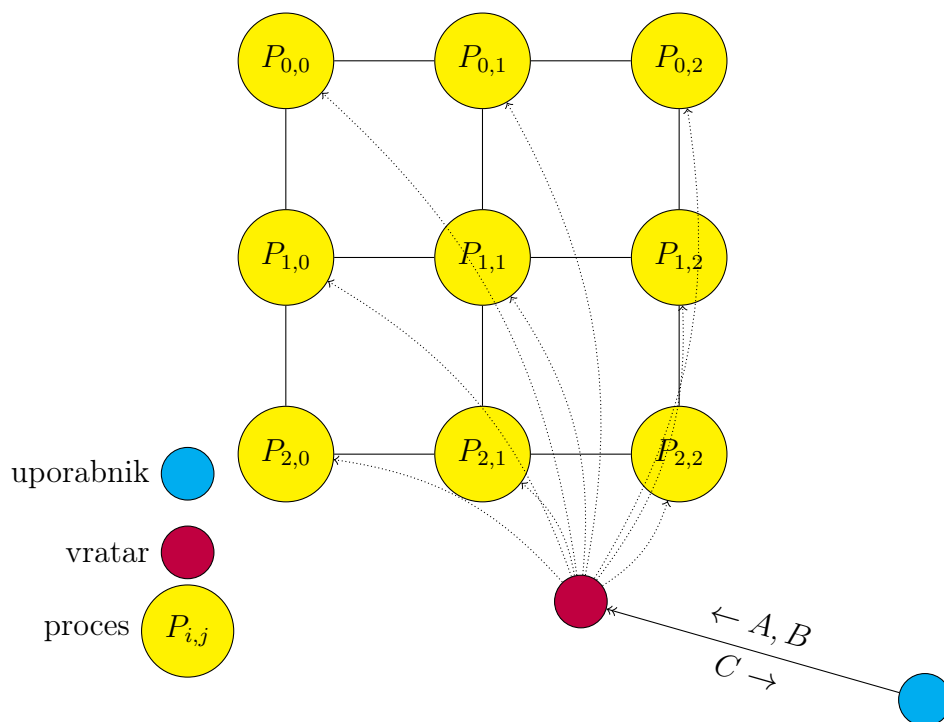 P0,0 P0,1 P0,2
P1,0 P1,1 P1,2
P2,0 P2,1 P2,2
uporabnik
vratar
proces Pi,j
← A, B
C →